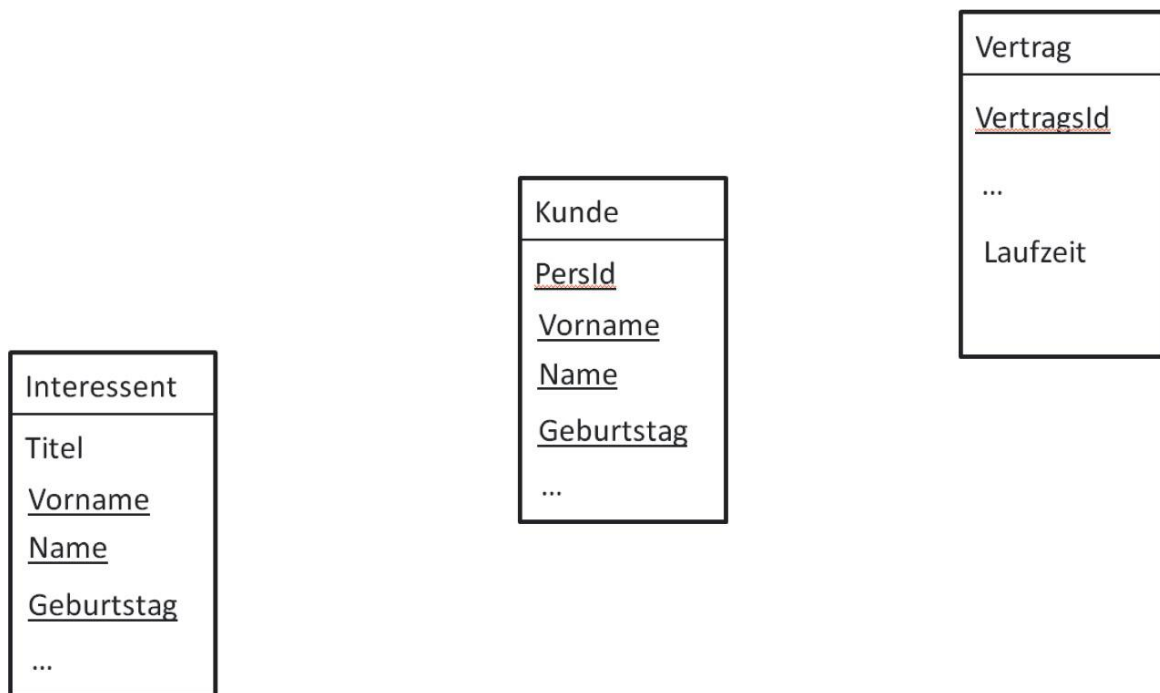 Interessent
Titel
Vorname
Name
Geburtstag
...
Kunde
PersId
Vorname
Name
Geburtstag
...
Vertrag
VertragsId
...
Laufzeit